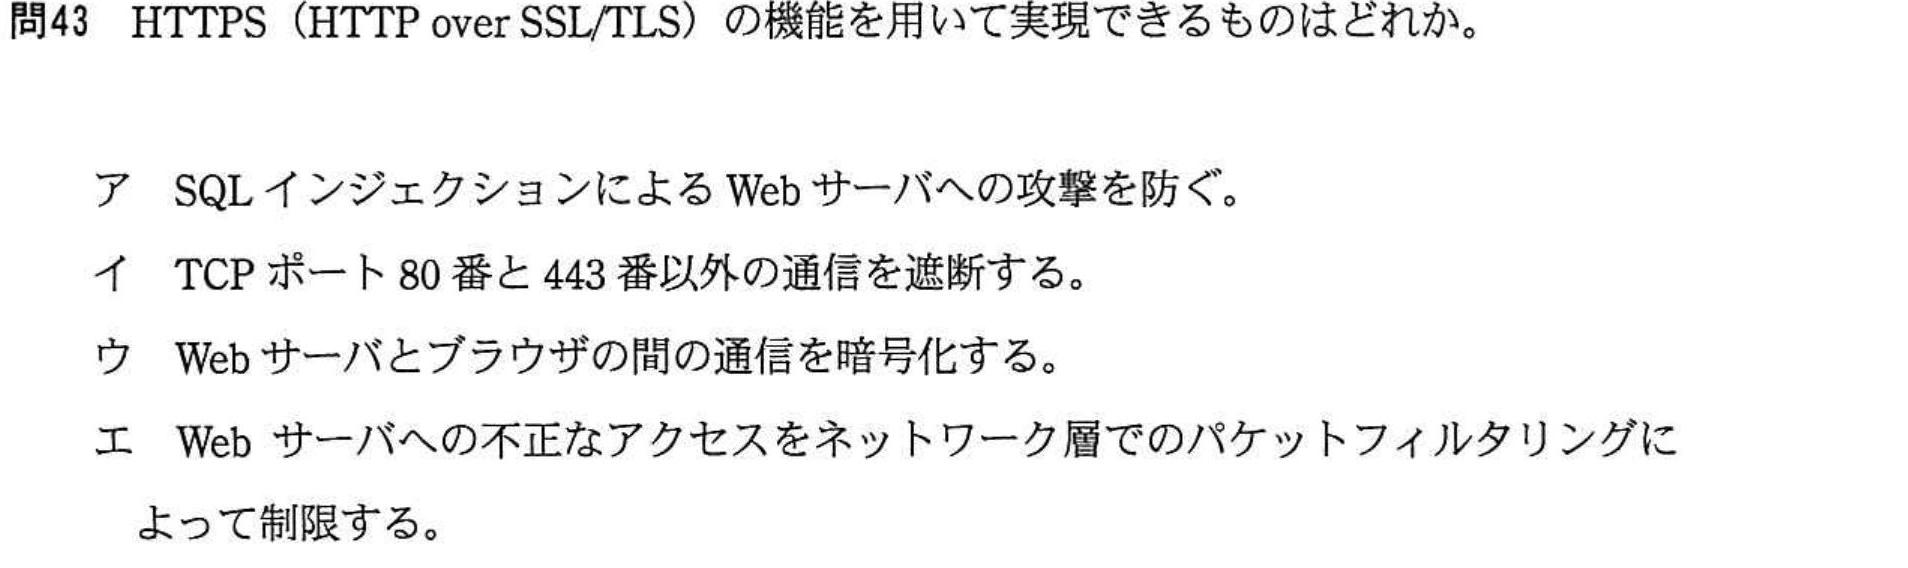 問43 HTTPS（HTTP over SSL/TLS）の機能を用いて実現できるものはどれか。
ア SQL インジェクションによる Web サーバへの攻撃を防ぐ。
イ TCP ポート 80 番と 443 番以外の通信を遮断する。
ウ Web サーバとブラウザの間の通信を暗号化する。
エ Web サーバへの不正なアクセスをネットワーク層でのパケットフィルタリングに
よって制限する。